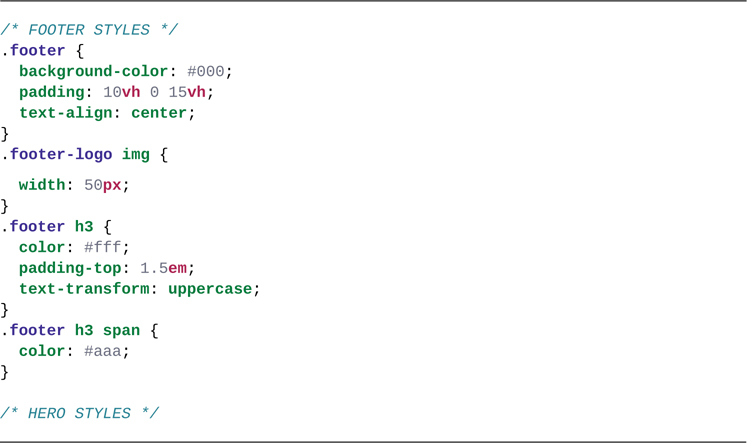 /* FOOTER STYLES */
.footer {
  background-color: #000;
  padding: 10vh 0 15vh;
  text-align: center;
}
.footer-logo img {
  width: 50px;
}
.footer h3 {
  color: #fff;
  padding-top: 1.5em;
  text-transform: uppercase;
}
.footer h3 span {
  color: #aaa;
}

/* HERO STYLES */